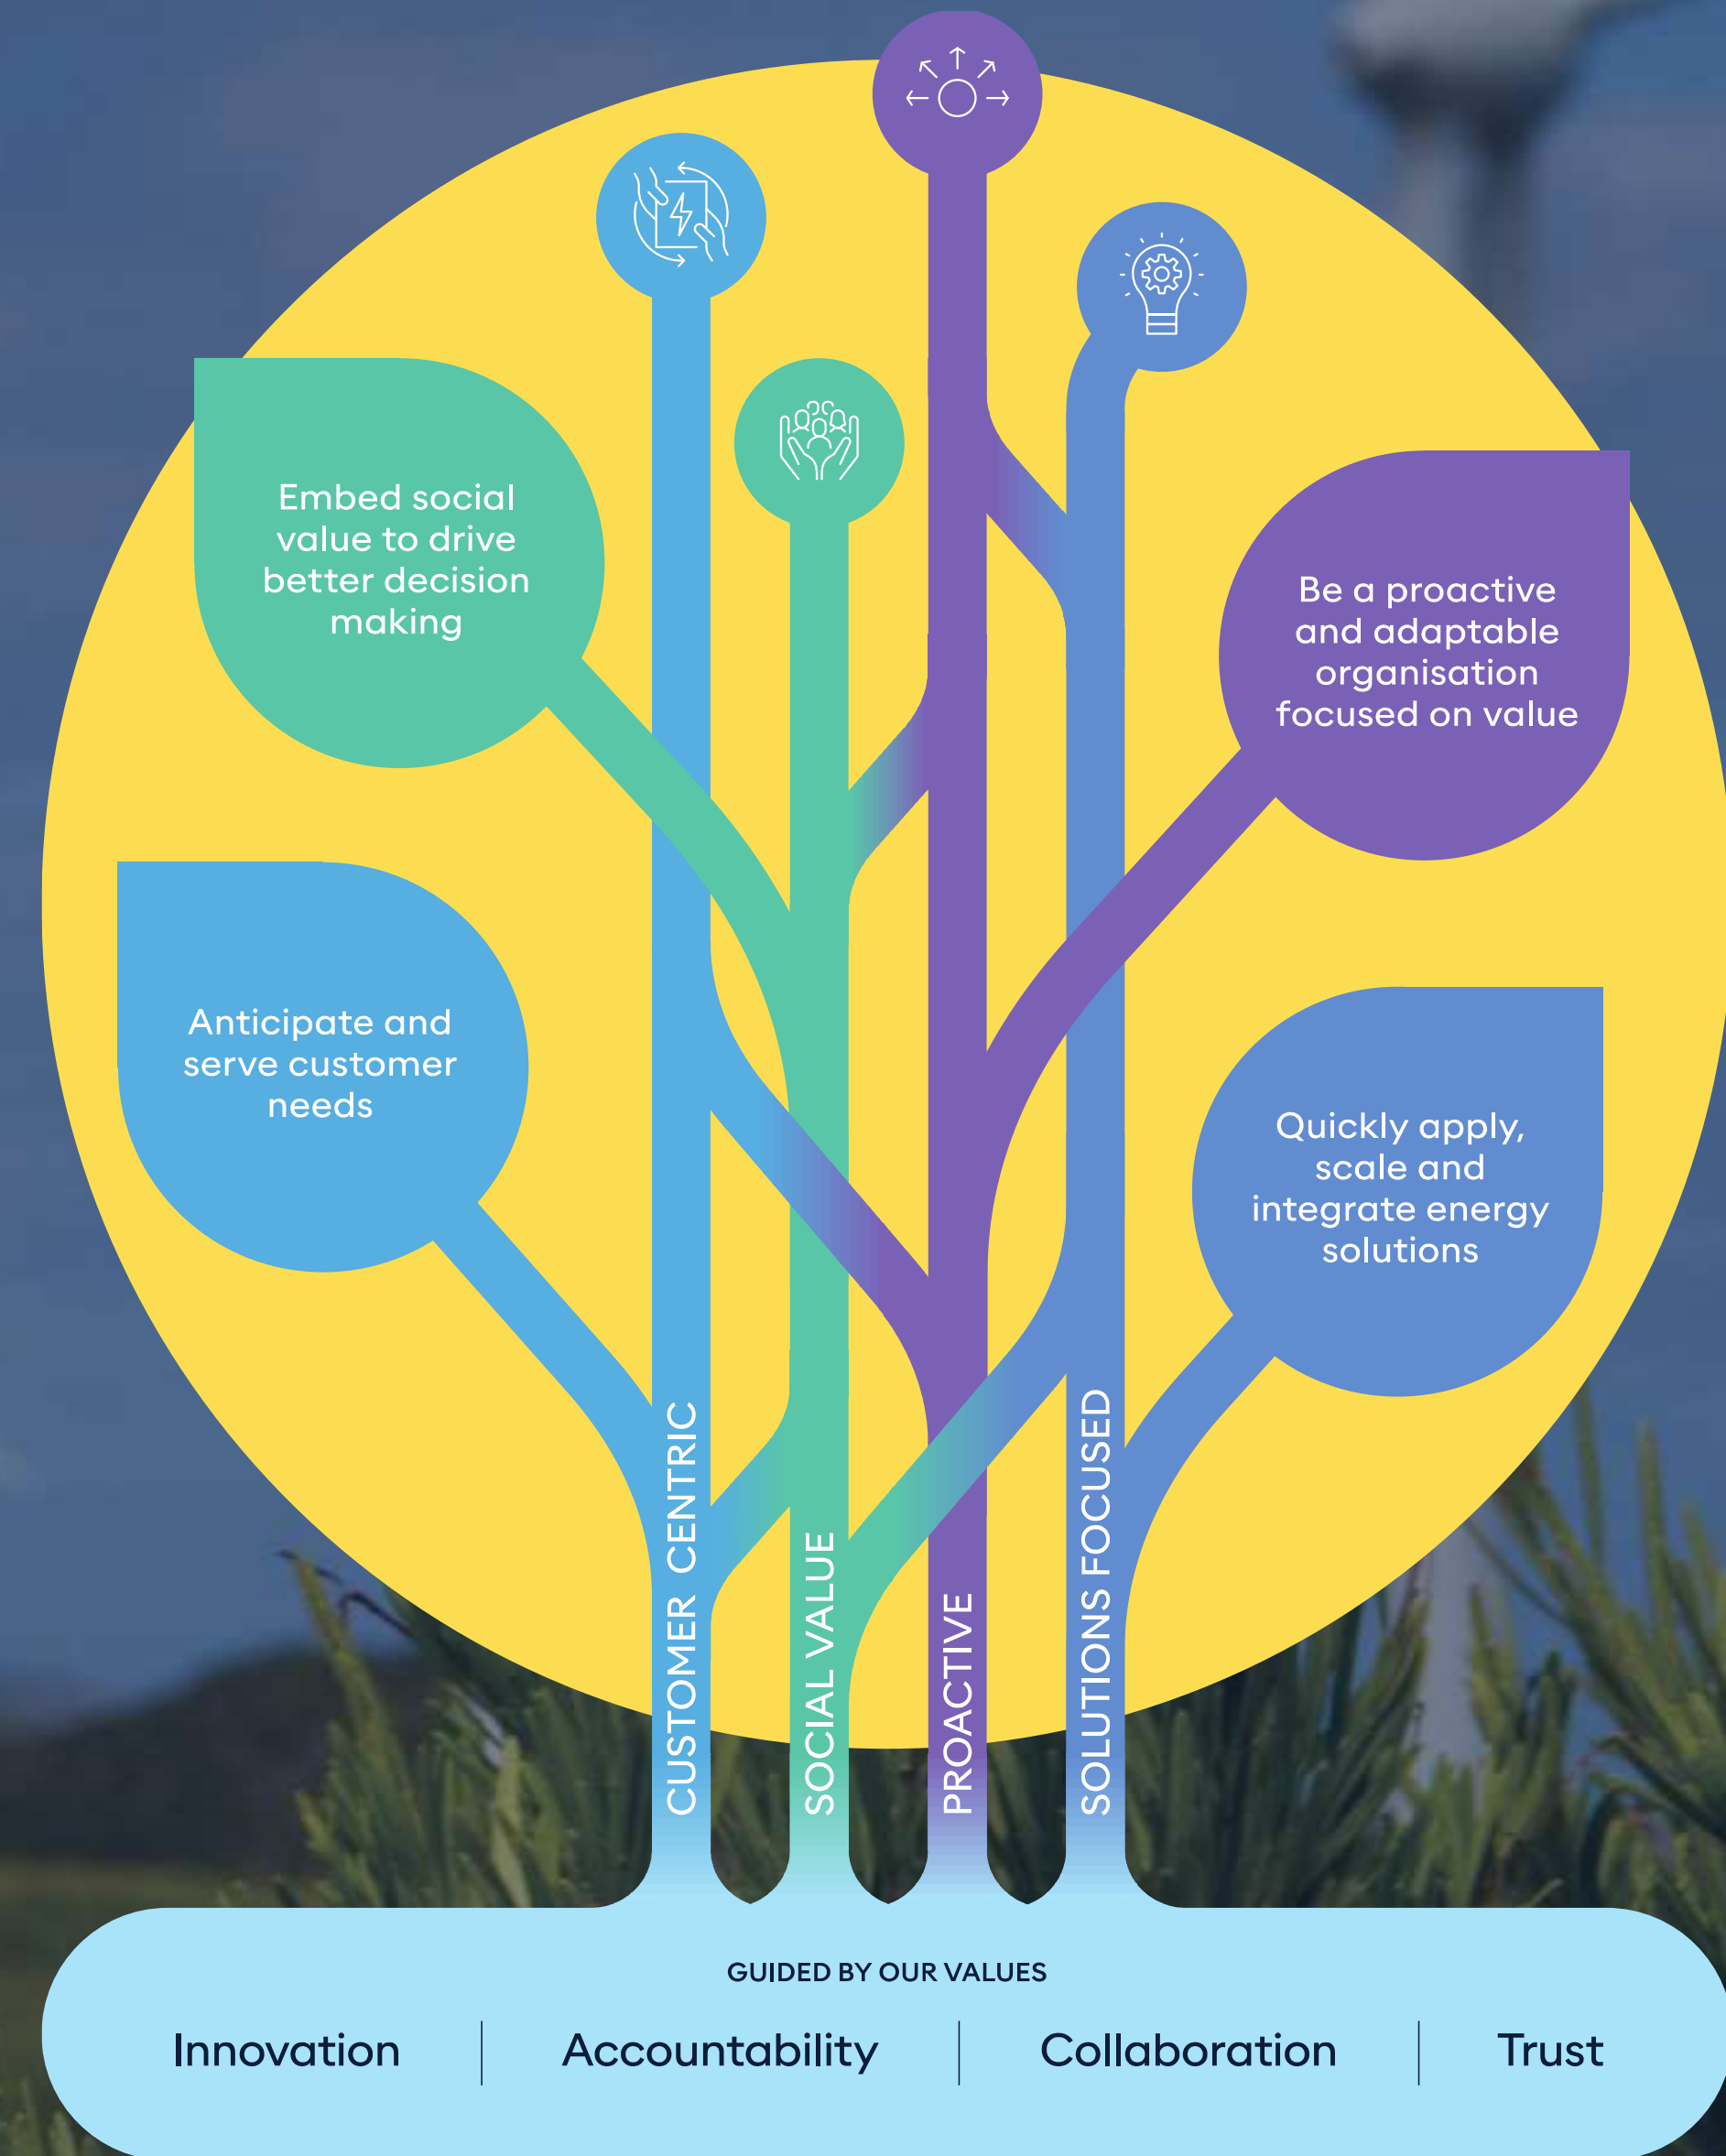 Embed social
value to drive
better decision
making
Be a proactive
and adaptable
organisation
focused on value
Anticipate and
serve customer
needs
Quickly apply,
scale and
integrate energy
solutions
CUSTOMER CENTRIC
SOCIAL VALUE
PROACTIVE
SOLUTIONS FOCUSED
GUIDED BY OUR VALUES
Innovation
Accountability
Collaboration
Trust